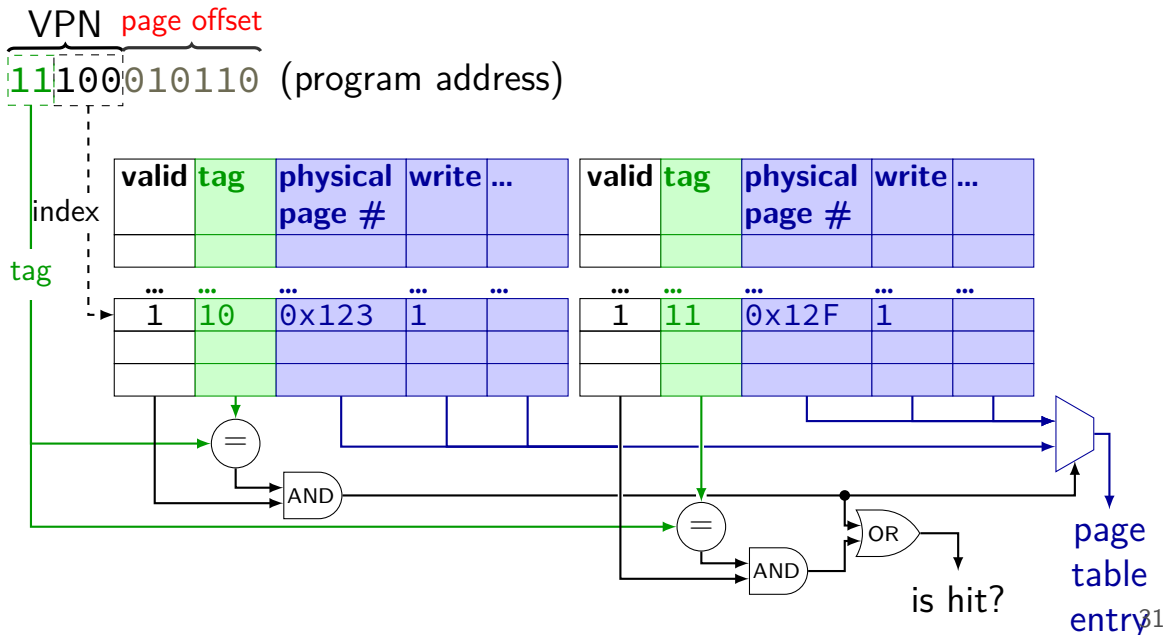 VPN page offset
11100010110 (program address)
valid tag physical page # write ... valid tag physical page # write ...
index
tag
... ... ... ... ... ... ... ... ... ...
1 10 0x123 1 1 11 0x12F 1
=
AND
=
OR
AND
is hit?
page
table
entry
31